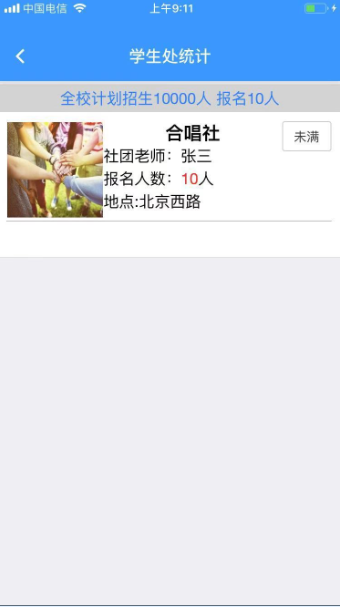 中国电信 上午9:11
学生处统计
全校计划招生10000人 报名10人
合唱社
未满
社团老师：张三
报名人数：10人
地点:北京西路